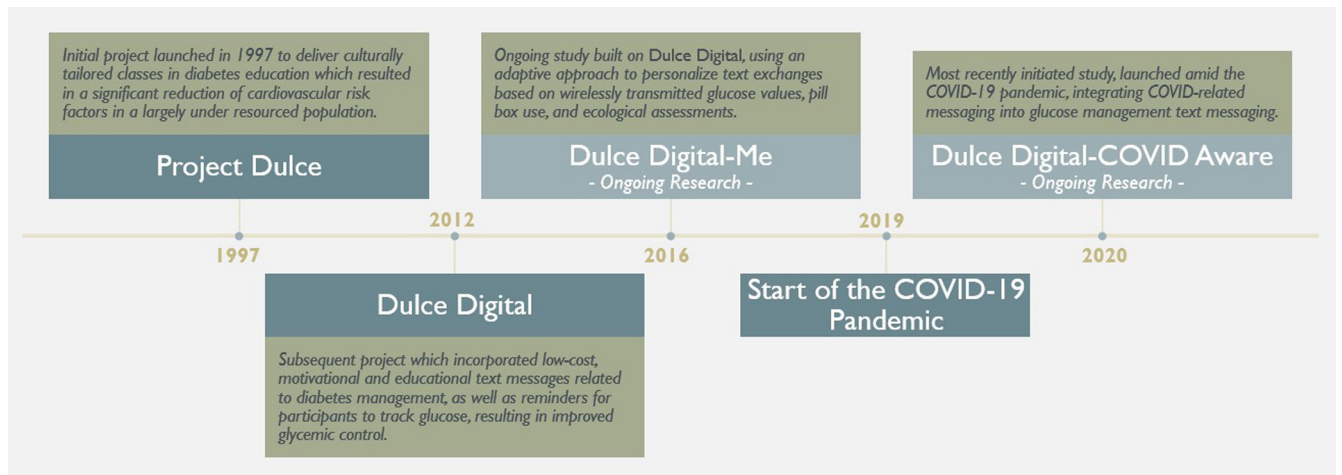 Initial project launched in 1997 to deliver culturally
tailored classes in diabetes education which resulted
in a significant reduction of cardiovascular risk
factors in a largely under resourced population.
Project Dulce
1997
2012
Dulce Digital
Subsequent project which incorporated low-cost,
motivational and educational text messages related
to diabetes management, as well as reminders for
participants to track glucose, resulting in improved
glycemic control.
Ongoing study built on Dulce Digital, using an
adaptive approach to personalize text exchanges
based on wirelessly transmitted glucose values, pill
box use, and ecological assessments.
Dulce Digital-Me
- Ongoing Research -
2016
2019
Start of the COVID-19
Pandemic
Most recently initiated study, launched amid the
COVID-19 pandemic, integrating COVID-related
messaging into glucose management text messaging.
Dulce Digital-COVID Aware
- Ongoing Research -
2020